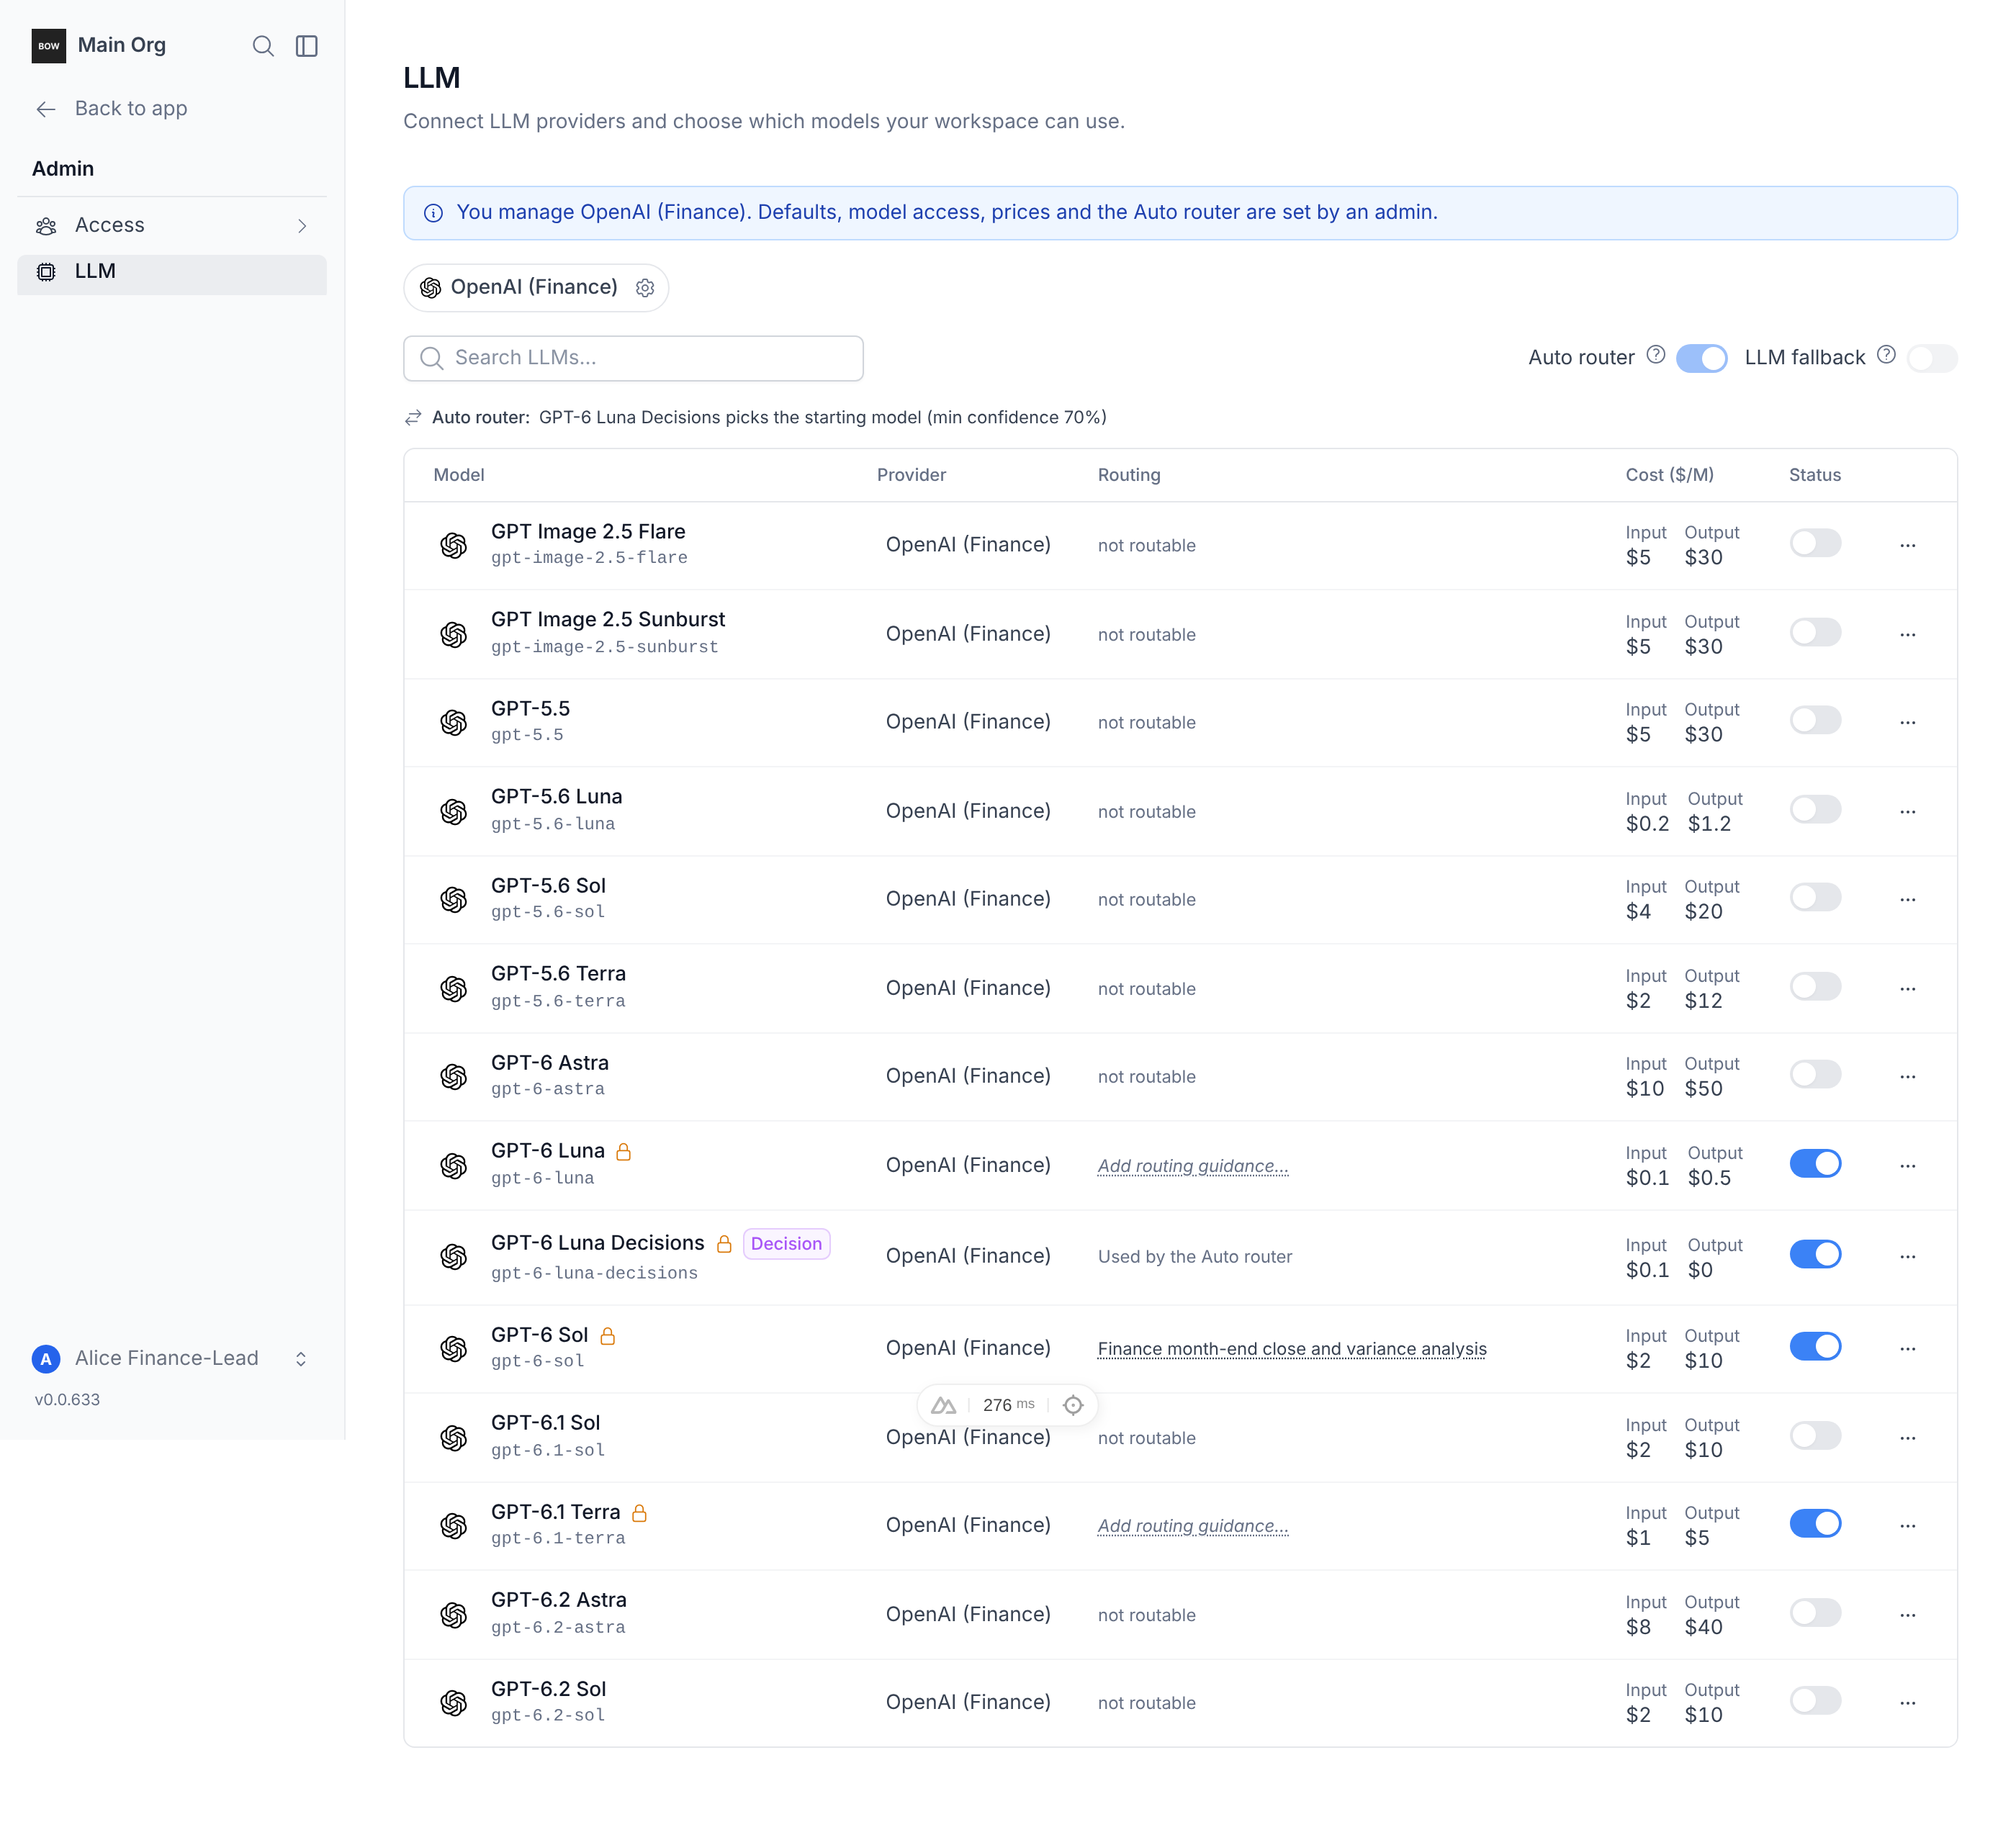 BOW Main Org
Back to app
Admin
Access
LLM
Alice Finance-Lead
A
v0.0.633
LLM
Connect LLM providers and choose which models your workspace can use.
You manage OpenAI (Finance). Defaults, model access, prices and the Auto router are set by an admin.
OpenAI (Finance)
Search LLMs...
Auto router ? LLM fallback ?
Auto router: GPT-6 Luna Decisions picks the starting model (min confidence 70%)
Model Provider Routing Cost ($/M) Status
GPT Image 2.5 Flare
gpt-image-2.5-flare
OpenAI (Finance)
not routable
Input Output
$5 $30
...
GPT Image 2.5 Sunburst
gpt-image-2.5-sunburst
OpenAI (Finance)
not routable
Input Output
$5 $30
...
GPT-5.5
gpt-5.5
OpenAI (Finance)
not routable
Input Output
$5 $30
...
GPT-5.6 Luna
gpt-5.6-luna
OpenAI (Finance)
not routable
Input Output
$0.2 $1.2
...
GPT-5.6 Sol
gpt-5.6-sol
OpenAI (Finance)
not routable
Input Output
$4 $20
...
GPT-5.6 Terra
gpt-5.6-terra
OpenAI (Finance)
not routable
Input Output
$2 $12
...
GPT-6 Astra
gpt-6-astra
OpenAI (Finance)
not routable
Input Output
$10 $50
...
GPT-6 Luna
gpt-6-luna
OpenAI (Finance)
Add routing guidance...
Input Output
$0.1 $0.5
...
GPT-6 Luna Decisions Decision
gpt-6-luna-decisions
OpenAI (Finance)
Used by the Auto router
Input Output
$0.1 $0
...
GPT-6 Sol
gpt-6-sol
OpenAI (Finance)
Finance month-end close and variance analysis
Input Output
$2 $10
...
276 ms
GPT-6.1 Sol
gpt-6.1-sol
OpenAI (Finance)
not routable
Input Output
$2 $10
...
GPT-6.1 Terra
gpt-6.1-terra
OpenAI (Finance)
Add routing guidance...
Input Output
$1 $5
...
GPT-6.2 Astra
gpt-6.2-astra
OpenAI (Finance)
not routable
Input Output
$8 $40
...
GPT-6.2 Sol
gpt-6.2-sol
OpenAI (Finance)
not routable
Input Output
$2 $10
...